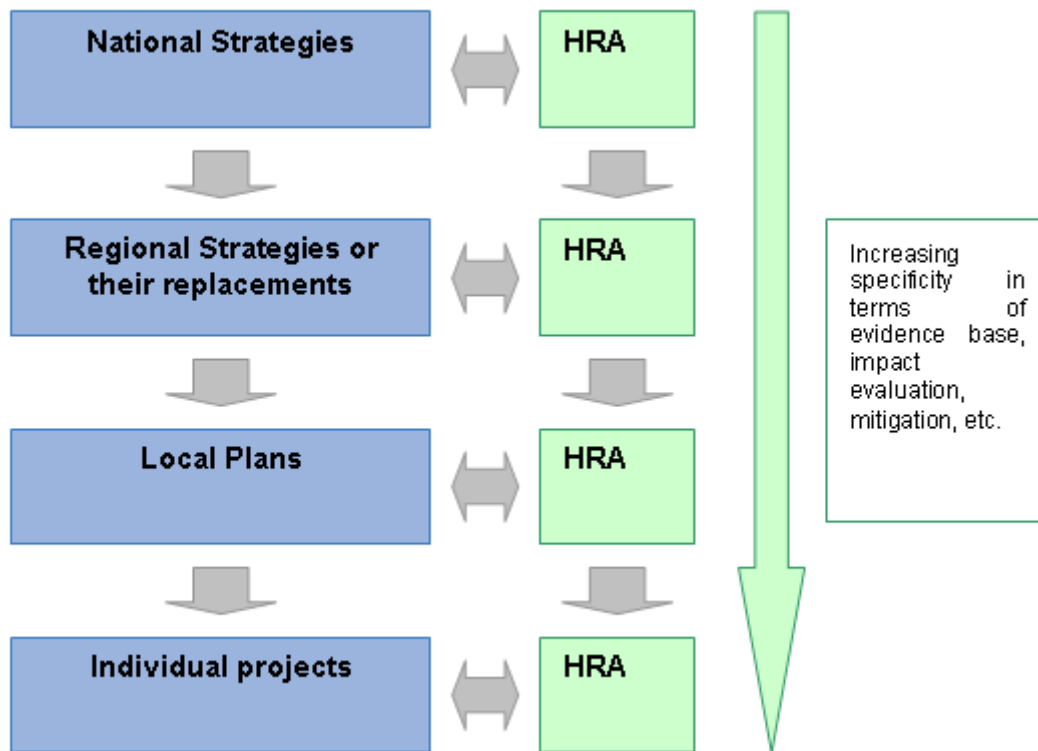 National Strategies
HRA
Regional Strategies or
their replacements
HRA
Increasing
specificity in
terms of
evidence base,
impact
evaluation,
mitigation, etc.
Local Plans
HRA
Individual projects
HRA